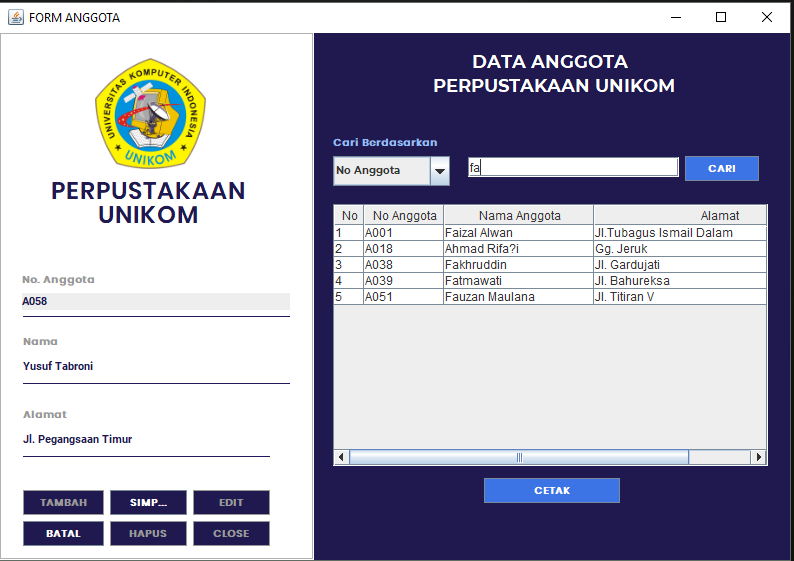 FORM ANGGOTA
UNIVERSITAS KOMPUTER INDONESIA
UNIKOM
PERPUSTAKAAN
UNIKOM
No. Anggota
A058
Nama
Yusuf Tabroni
Alamat
Jl. Pegangsaan Timur
TAMBAH SIMP... EDIT
BATAL HAPUS CLOSE
DATA ANGGOTA
PERPUSTAKAAN UNIKOM
Cari Berdasarkan
No Anggota fa CARI
No No Anggota Nama Anggota Alamat
1 A001 Faizal Alwan Jl.Tubagus Ismail Dalam
2 A018 Ahmad Rifa?i Gg. Jeruk
3 A038 Fakhruddin Jl. Gardujati
4 A039 Fatmawati Jl. Bahureksa
5 A051 Fauzan Maulana Jl. Titiran V
CETAK